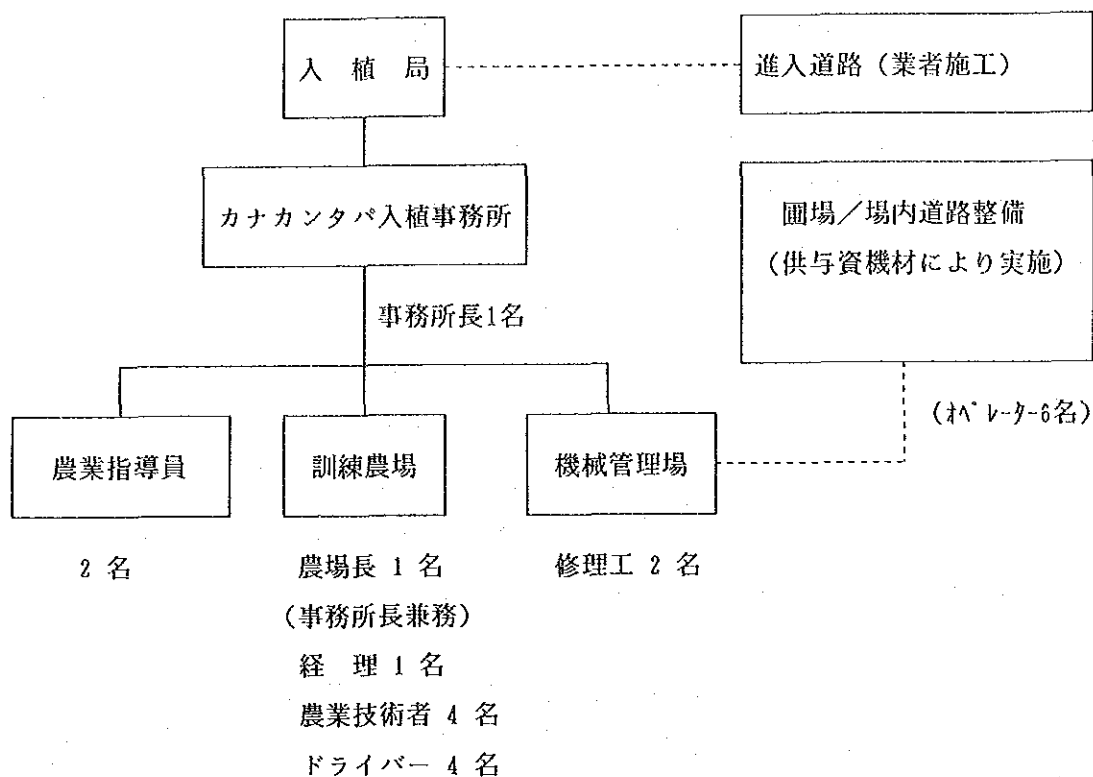 入植局
進入道路（業者施工）
カナカンタパ入植事務所
圃場／場内道路整備
（供与資機材により実施）
事務所長1名
（ｵﾍﾟﾚｰﾀｰ6名）
農業指導員
訓練農場
機械管理場
2 名
農場長 1 名
修理工 2 名
（事務所長兼務）
経 理 1 名
農業技術者 4 名
ドライバー 4 名